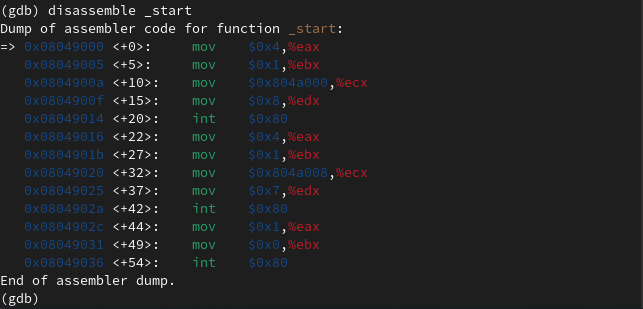 (gdb) disassemble _start
Dump of assembler code for function _start:
=> 0x08049000 <+0>:     mov    $0x4,%eax
   0x08049005 <+5>:     mov    $0x1,%ebx
   0x0804900a <+10>:    mov    $0x804a000,%ecx
   0x0804900f <+15>:    mov    $0x8,%edx
   0x08049014 <+20>:    int    $0x80
   0x08049016 <+22>:    mov    $0x4,%eax
   0x0804901b <+27>:    mov    $0x1,%ebx
   0x08049020 <+32>:    mov    $0x804a008,%ecx
   0x08049025 <+37>:    mov    $0x7,%edx
   0x0804902a <+42>:    int    $0x80
   0x0804902c <+44>:    mov    $0x1,%eax
   0x08049031 <+49>:    mov    $0x0,%ebx
   0x08049036 <+54>:    int    $0x80
End of assembler dump.
(gdb)